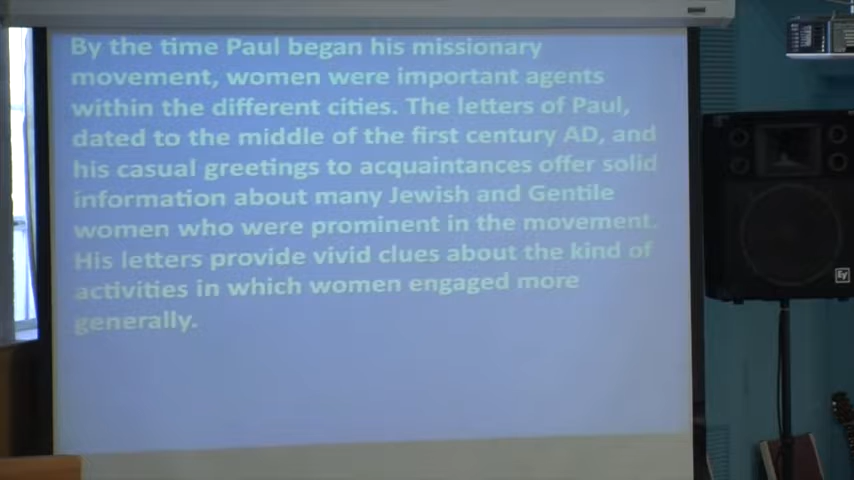 By the time Paul began his missionary
movement, women were important agents
within the different cities. The letters of Paul,
dated to the middle of the first century AD, and
his casual greetings to acquaintances offer solid
information about many Jewish and Gentile
women who were prominent in the movement.
His letters provide vivid clues about the kind of
activities in which women engaged more
generally.
EV